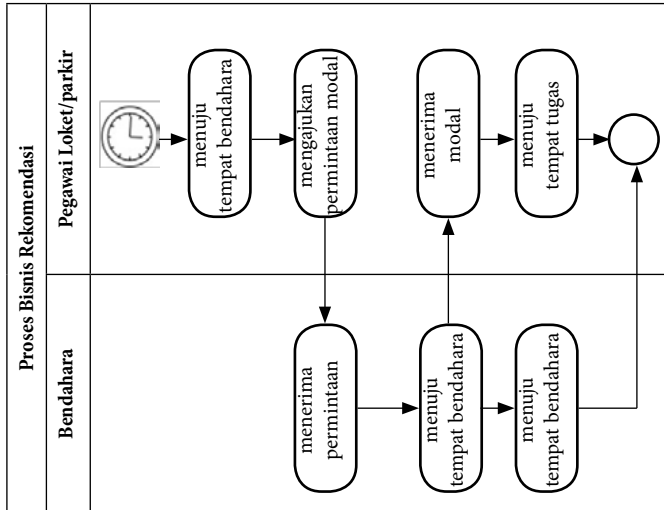 Proses Bisnis Rekomendasi
Pegawai Loket/parkir
menuju
tempat bendahara
mengajukan
permintaan modal
menerima
modal
menuju
tempat tugas
Bendahara
menerima
permintaan
menuju
tempat bendahara
menuju
tempat bendahara